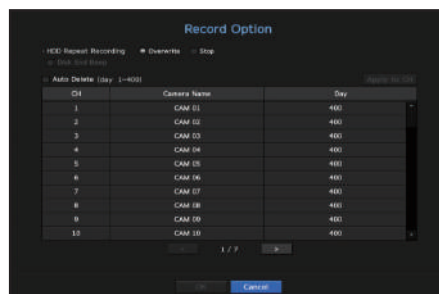 Record Option
HDD Repeat Recording Overwrite Stop
Disk End Beep
Auto Delete (day 1~400) Apply to CH
CH Camera Name Day
1 CAM 01 400
2 CAM 02 400
3 CAM 03 400
4 CAM 04 400
5 CAM 05 400
6 CAM 06 400
7 CAM 07 400
8 CAM 08 400
9 CAM 09 400
10 CAM 10 400
1 / 7 >
OK Cancel